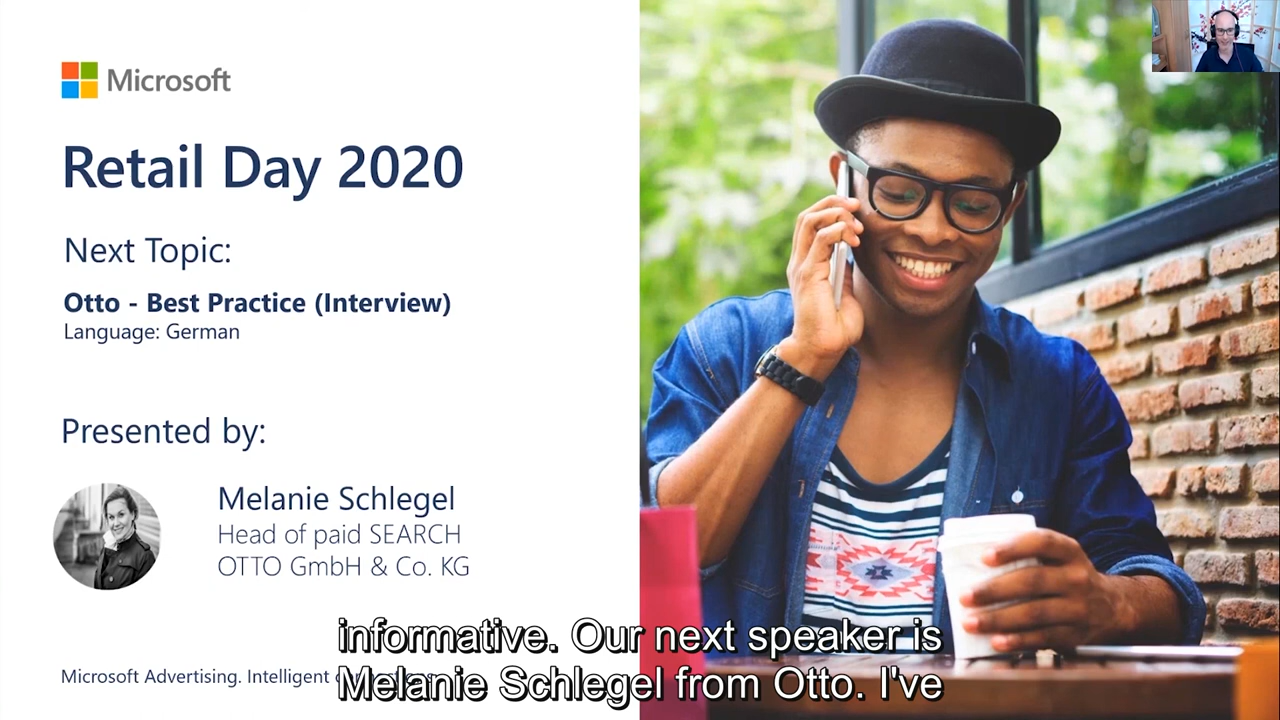 Microsoft
Retail Day 2020
Next Topic:
Otto - Best Practice (Interview)
Language: German
Presented by:
Melanie Schlegel
Head of paid SEARCH
OTTO GmbH & Co. KG
informative. Our next speaker is
Microsoft Advertising. Intelligent
Melanie Schlegel from Otto. I've